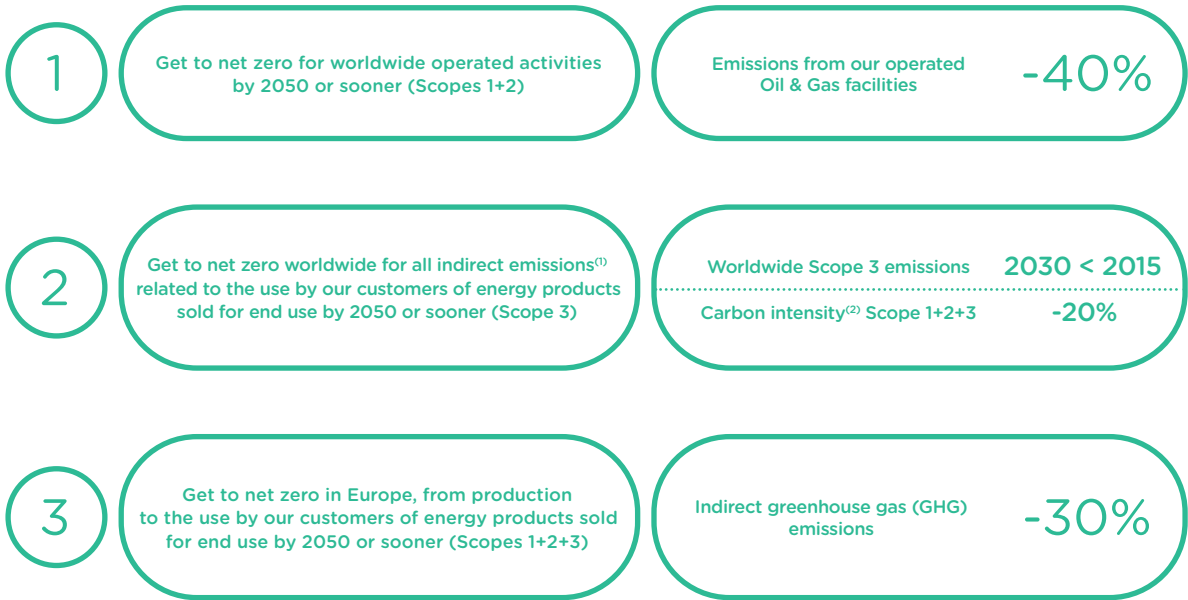 1
Get to net zero for worldwide operated activities
by 2050 or sooner (Scopes 1+2)
Emissions from our operated
Oil & Gas facilities
-40%
2
Get to net zero worldwide for all indirect emissions(1)
related to the use by our customers of energy products
sold for end use by 2050 or sooner (Scope 3)
Worldwide Scope 3 emissions
2030 < 2015
Carbon intensity(2) Scope 1+2+3
-20%
3
Get to net zero in Europe, from production
to the use by our customers of energy products sold
for end use by 2050 or sooner (Scopes 1+2+3)
Indirect greenhouse gas (GHG)
emissions
-30%